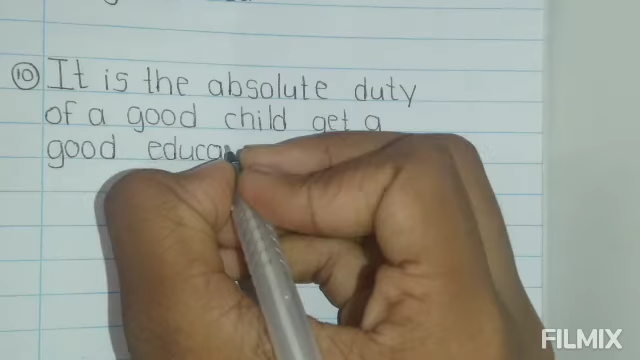 ⑩ It is the absolute duty
of a good child get a
good educa
FILMIX